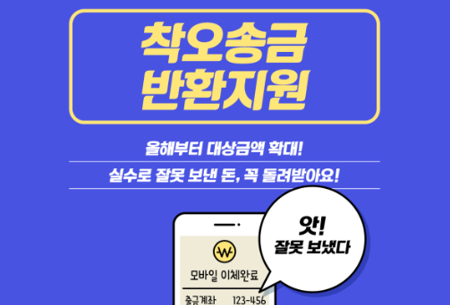 착오송금
반환지원
올해부터 대상금액 확대!
실수로 잘못 보낸 돈, 꼭 돌려받아요!
앗!
잘못 보냈다
₩
모바일 이체완료
출금계좌 123-456